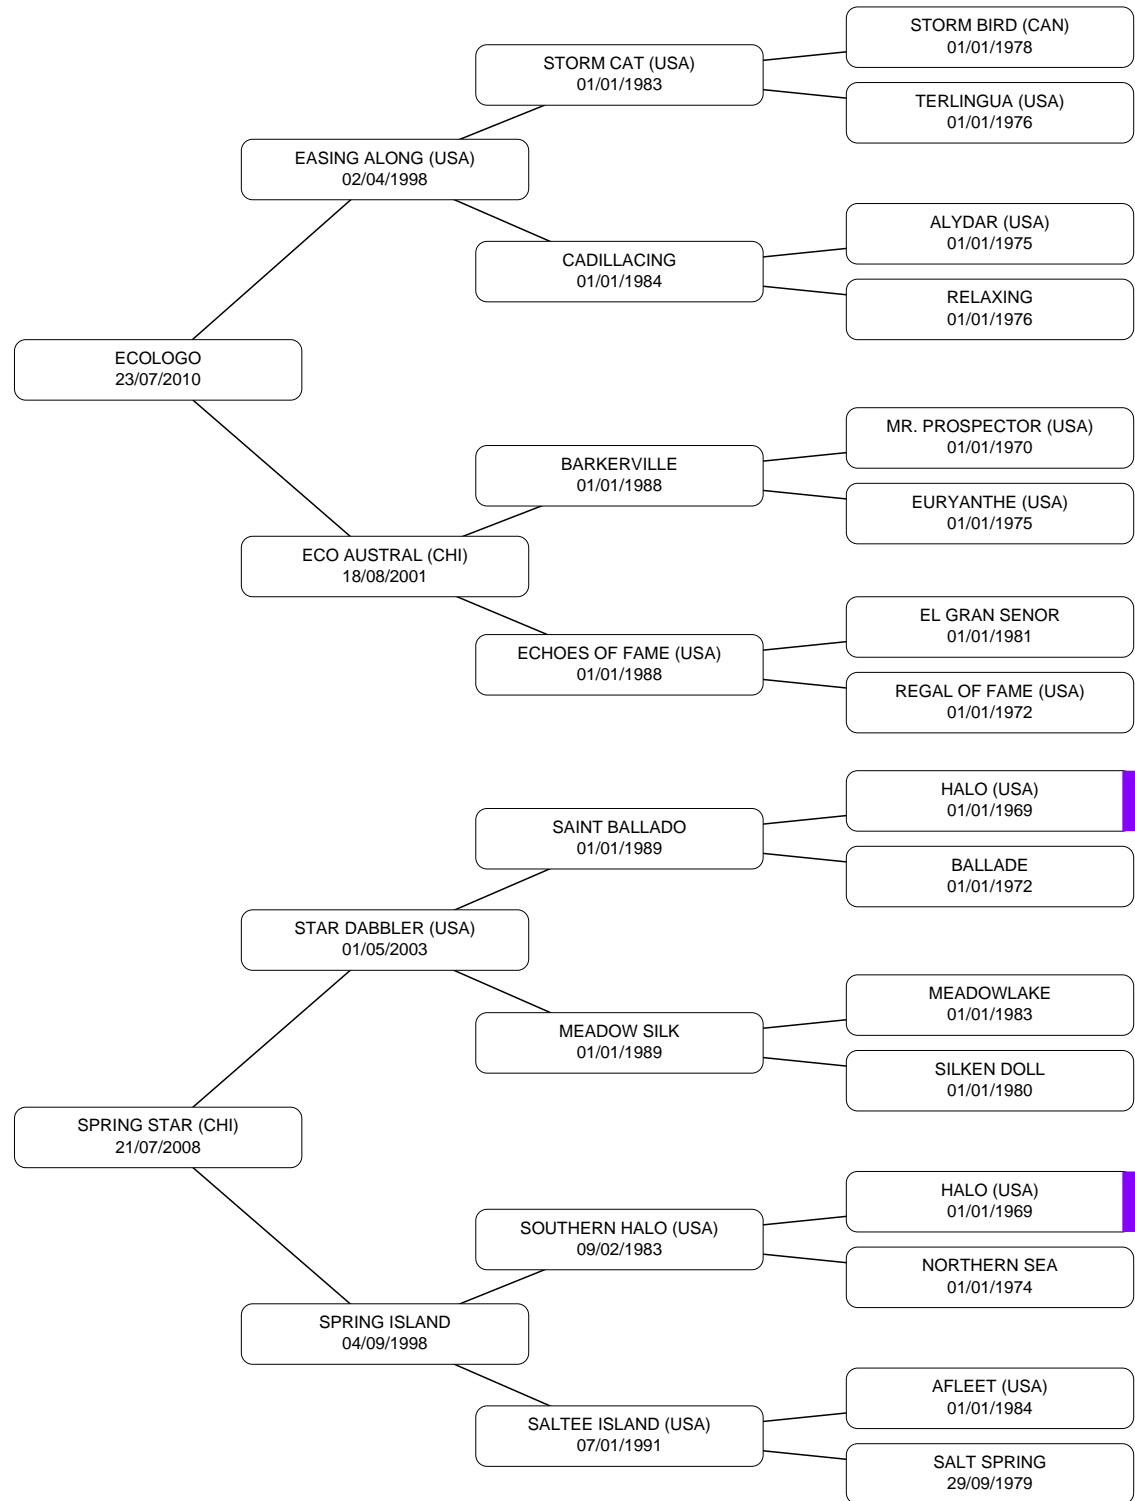 STORM BIRD (CAN)
01/01/1978
STORM CAT (USA)
01/01/1983
TERLINGUA (USA)
01/01/1976
EASING ALONG (USA)
02/04/1998
ALYDAR (USA)
01/01/1975
CADILLACING
01/01/1984
RELAXING
01/01/1976
ECOLOGO
23/07/2010
MR. PROSPECTOR (USA)
01/01/1970
BARKERVILLE
01/01/1988
EURYANTHE (USA)
01/01/1975
ECO AUSTRAL (CHI)
18/08/2001
EL GRAN SENOR
01/01/1981
ECHOES OF FAME (USA)
01/01/1988
REGAL OF FAME (USA)
01/01/1972
HALO (USA)
01/01/1969
SAINT BALLADO
01/01/1989
BALLADE
01/01/1972
STAR DABBLER (USA)
01/05/2003
MEADOWLAKE
01/01/1983
MEADOW SILK
01/01/1989
SILKEN DOLL
01/01/1980
SPRING STAR (CHI)
21/07/2008
HALO (USA)
01/01/1969
SOUTHERN HALO (USA)
09/02/1983
NORTHERN SEA
01/01/1974
SPRING ISLAND
04/09/1998
AFLEET (USA)
01/01/1984
SALTEE ISLAND (USA)
07/01/1991
SALT SPRING
29/09/1979